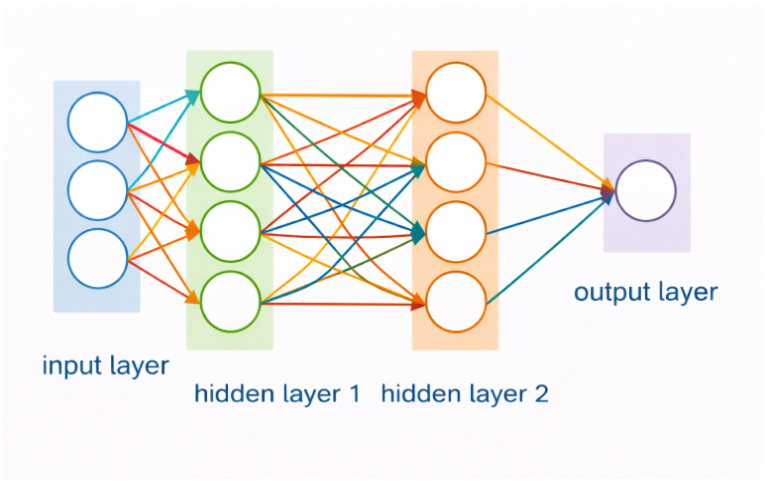 input layer
hidden layer 1
hidden layer 2
output layer